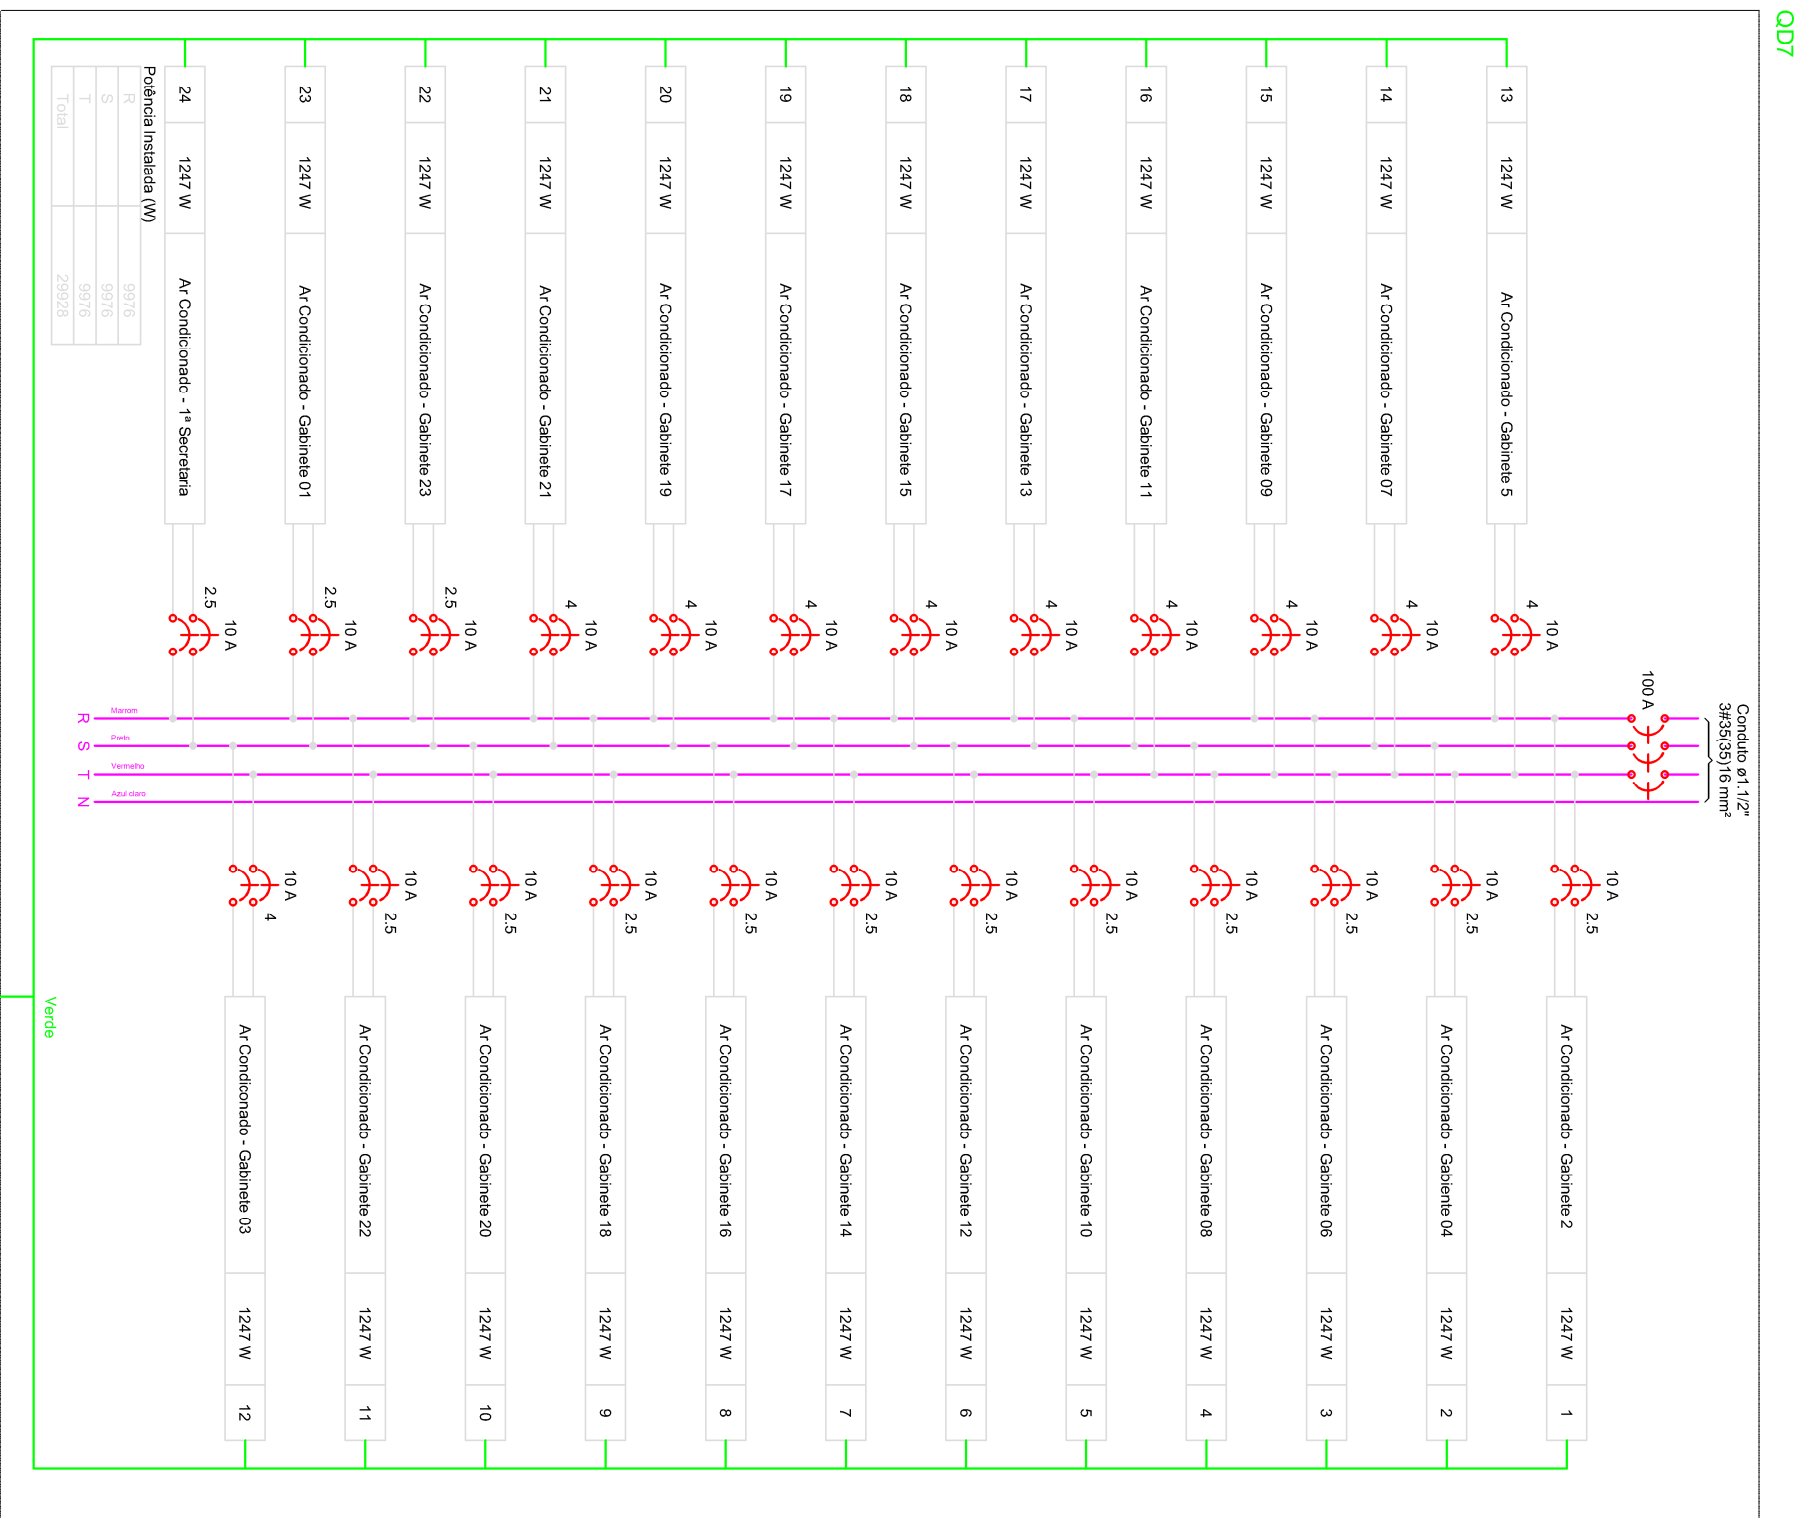 QD7
Conduto ø1.1/2"
3#35(35)16 mm²
100 A
1
1247 W
Ar Condicionado - Gabinete 2
2.5
10 A
2
1247 W
Ar Condicionado - Gabiente 04
2.5
10 A
3
1247 W
Ar Condicionado - Gabinete 06
2.5
10 A
4
1247 W
Ar Condicionado - Gabinete 08
2.5
10 A
5
1247 W
Ar Condicionado - Gabinete 10
2.5
10 A
6
1247 W
Ar Condicionado - Gabinete 12
2.5
10 A
7
1247 W
Ar Condicionado - Gabinete 14
2.5
10 A
8
1247 W
Ar Condicionado - Gabinete 16
2.5
10 A
9
1247 W
Ar Condicionado - Gabinete 18
2.5
10 A
10
1247 W
Ar Condicionado - Gabinete 20
2.5
10 A
11
1247 W
Ar Condicionado - Gabinete 22
2.5
10 A
12
1247 W
Ar Condiconado - Gabinete 03
4
10 A
13
1247 W
Ar Condicionado - Gabinete 5
4
10 A
14
1247 W
Ar Condicionado - Gabinete 07
4
10 A
15
1247 W
Ar Condicionado - Gabinete 09
4
10 A
16
1247 W
Ar Condicionado - Gabinete 11
4
10 A
17
1247 W
Ar Condicionado - Gabinete 13
4
10 A
18
1247 W
Ar Condicionado - Gabinete 15
4
10 A
19
1247 W
Ar Condicionado - Gabinete 17
4
10 A
20
1247 W
Ar Condicionado - Gabinete 19
4
10 A
21
1247 W
Ar Condicionado - Gabinete 21
4
10 A
22
1247 W
Ar Condicionado - Gabinete 23
2.5
10 A
23
1247 W
Ar Condicionado - Gabinete 01
2.5
10 A
24
1247 W
Ar Condicionado - 1ª Secretaria
2.5
10 A
R
Marrom
S
Preto
T
Vermelho
N
Azul claro
Verde
Potência Instalada (W)
R 9976
S 9976
T 9976
Total 29928